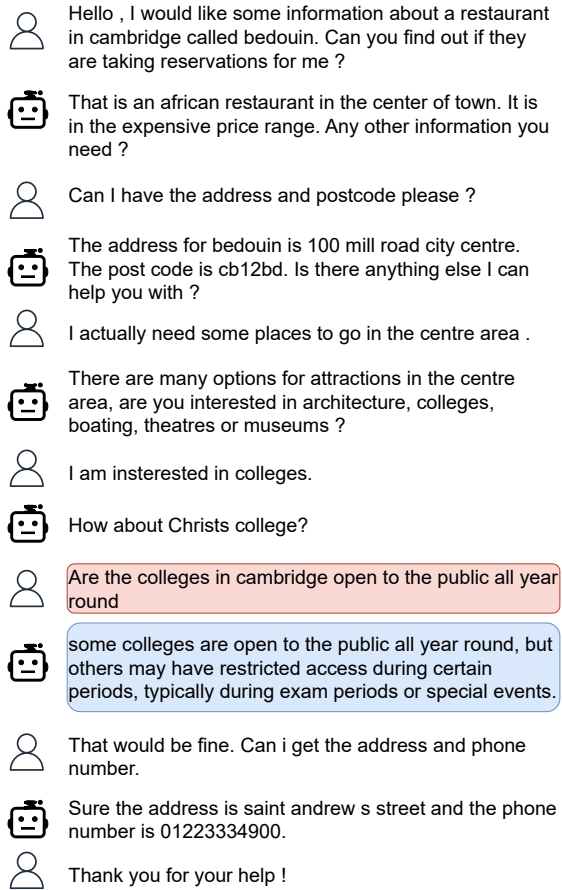 Hello , I would like some information about a restaurant
in cambridge called bedouin. Can you find out if they
are taking reservations for me ?
That is an african restaurant in the center of town. It is
in the expensive price range. Any other information you
need ?
Can I have the address and postcode please ?
The address for bedouin is 100 mill road city centre.
The post code is cb12bd. Is there anything else I can
help you with ?
I actually need some places to go in the centre area .
There are many options for attractions in the centre
area, are you interested in architecture, colleges,
boating, theatres or museums ?
I am insterested in colleges.
How about Christs college?
Are the colleges in cambridge open to the public all year
round
some colleges are open to the public all year round, but
others may have restricted access during certain
periods, typically during exam periods or special events.
That would be fine. Can i get the address and phone
number.
Sure the address is saint andrew s street and the phone
number is 01223334900.
Thank you for your help !